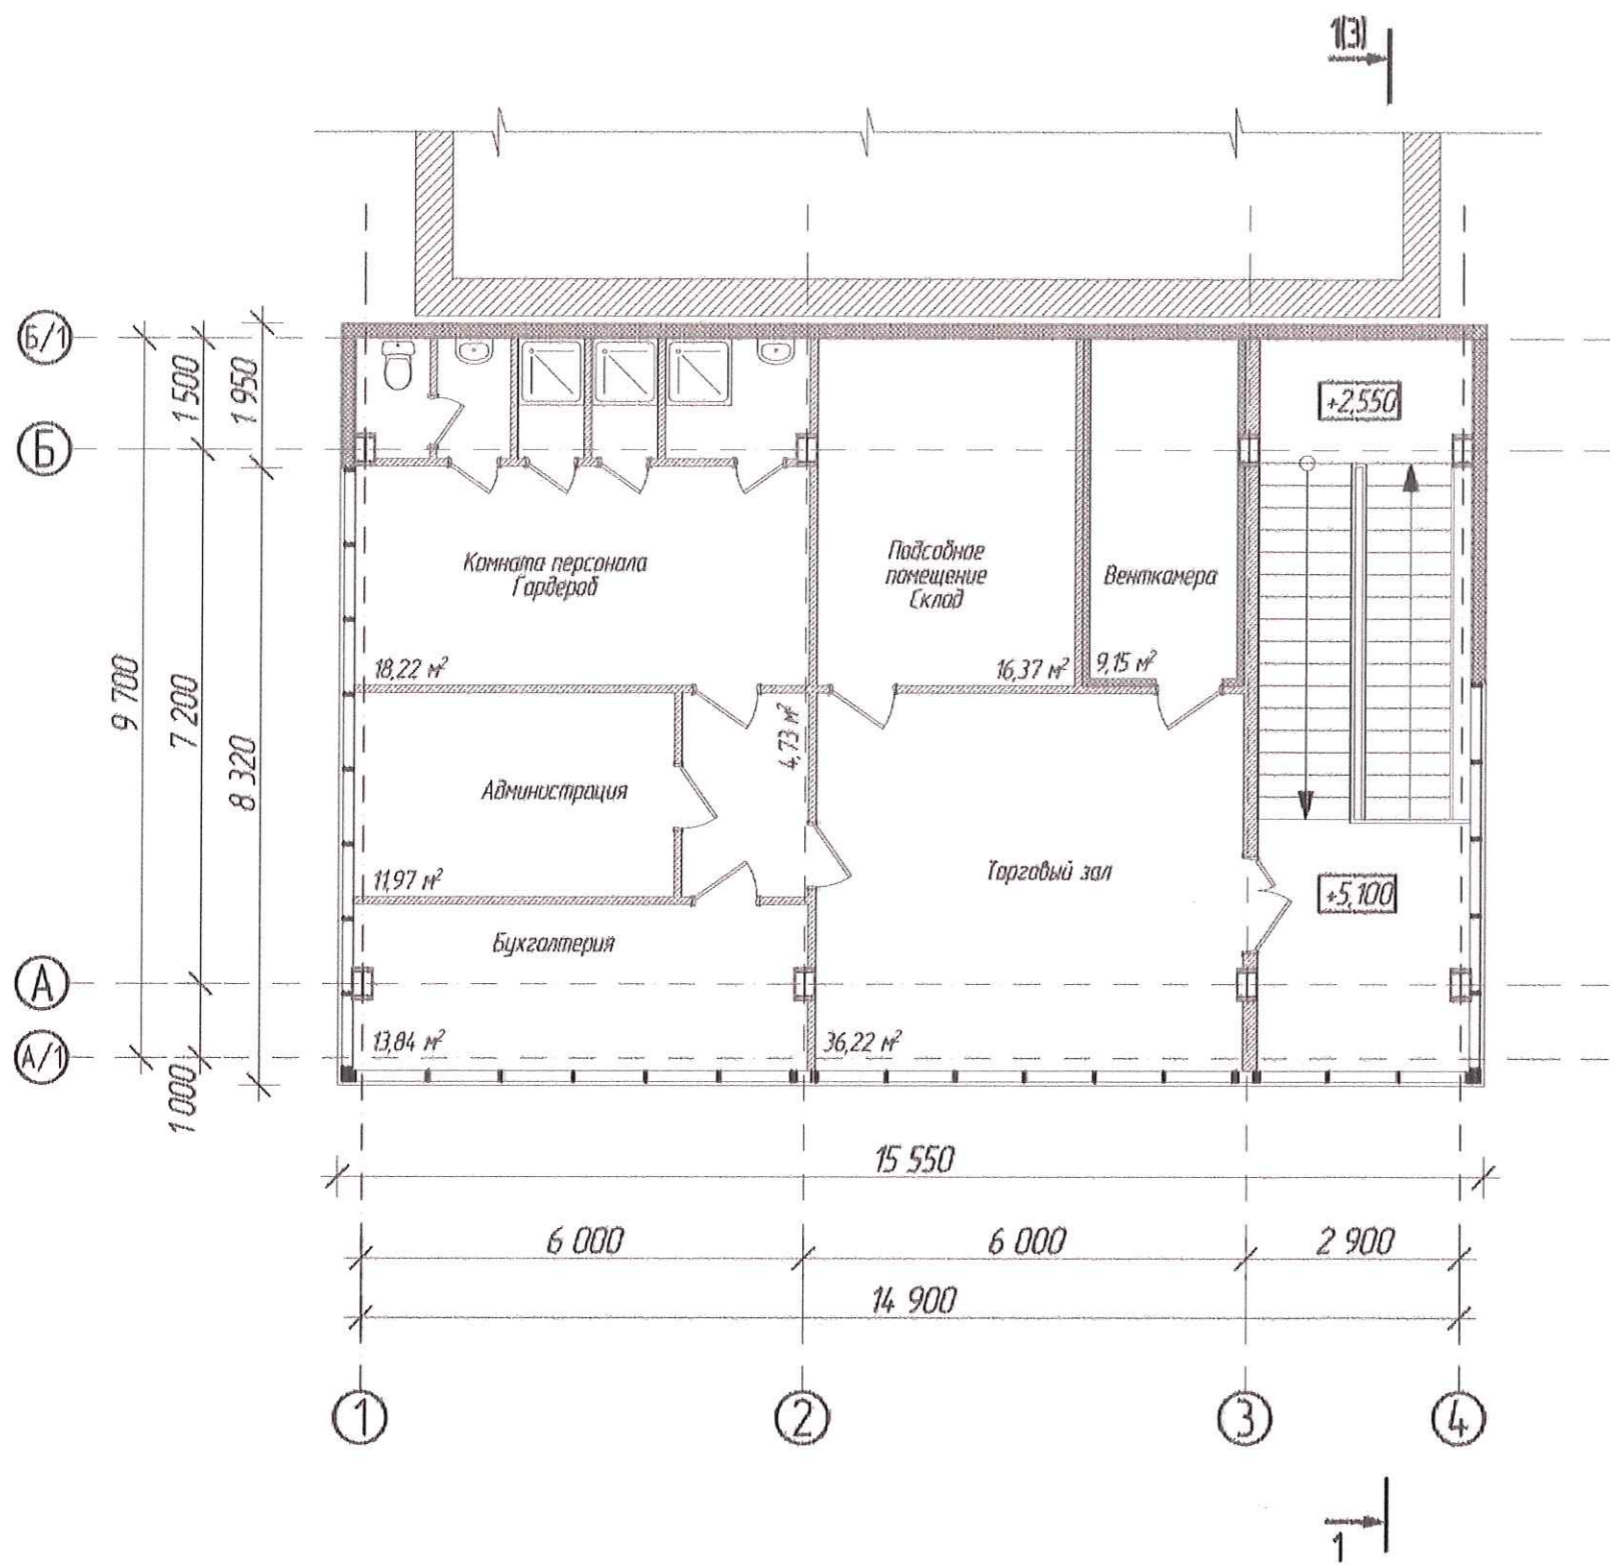 1(3)
Б/1
Б
А
А/1
1 500
1 950
9 700
7 200
8 320
1 000
+2,550
Комната персонала
Гардероб
18,22 м²
Подсобное
помещение
Склад
16,37 м²
Венткамера
9,15 м²
4,73 м²
Администрация
11,97 м²
Торговый зал
36,22 м²
+5,100
Бухгалтерия
13,84 м²
15 550
6 000
6 000
2 900
14 900
1
2
3
4
1